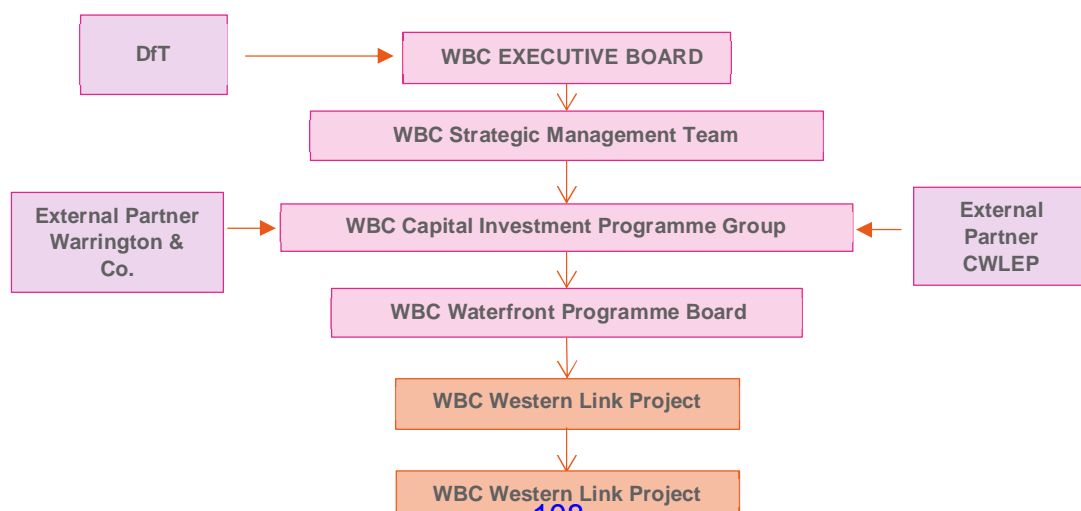 DfT
WBC EXECUTIVE BOARD
WBC Strategic Management Team
External Partner
Warrington &
Co.
WBC Capital Investment Programme Group
External
Partner
CWLEP
WBC Waterfront Programme Board
WBC Western Link Project
WBC Western Link Project
108